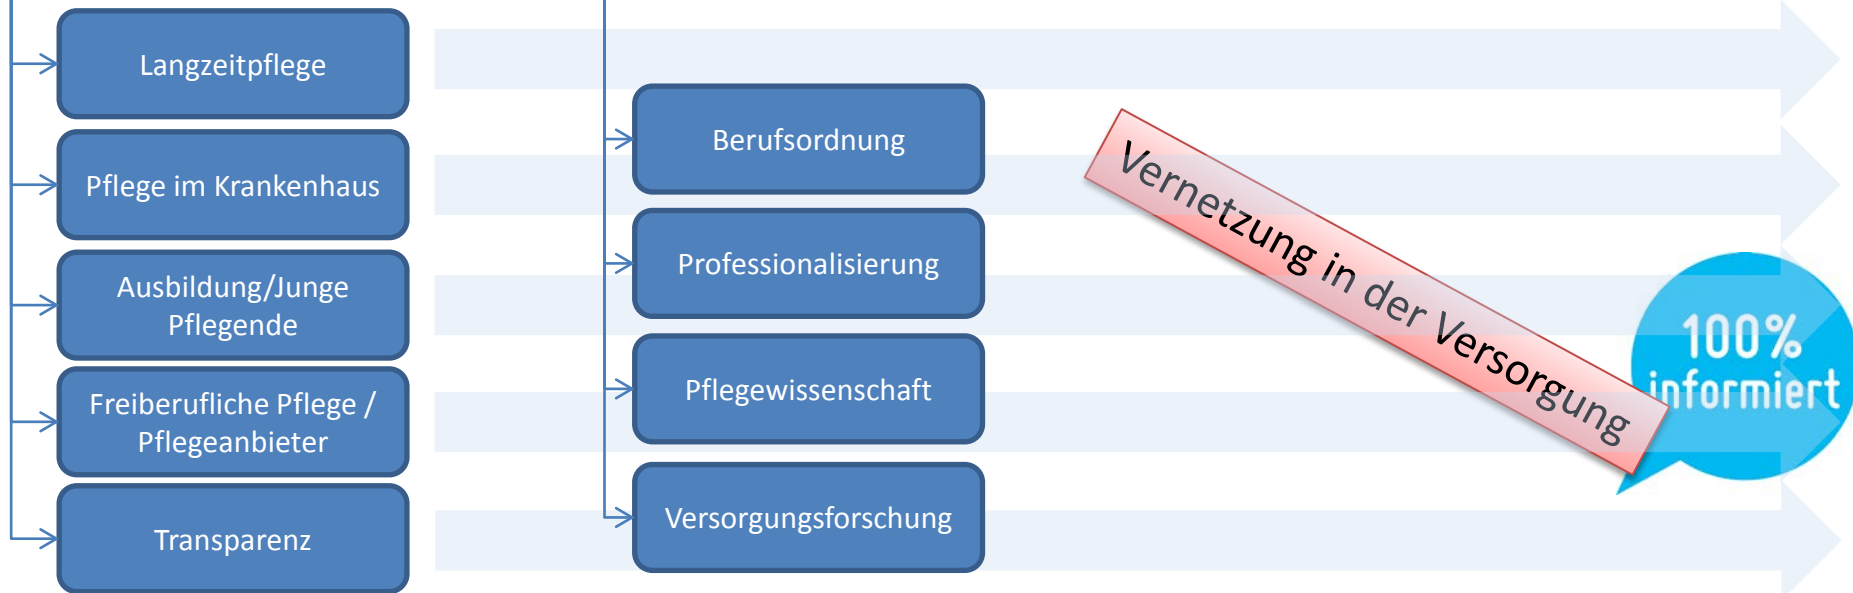 Langzeitpflege
Pflege im Krankenhaus
Ausbildung/Junge
Pflegende
Freiberufliche Pflege /
Pflegeanbieter
Transparenz
Berufsordnung
Professionalisierung
Pflegewissenschaft
Versorgungsforschung
Vernetzung in der Versorgung
100%
informiert